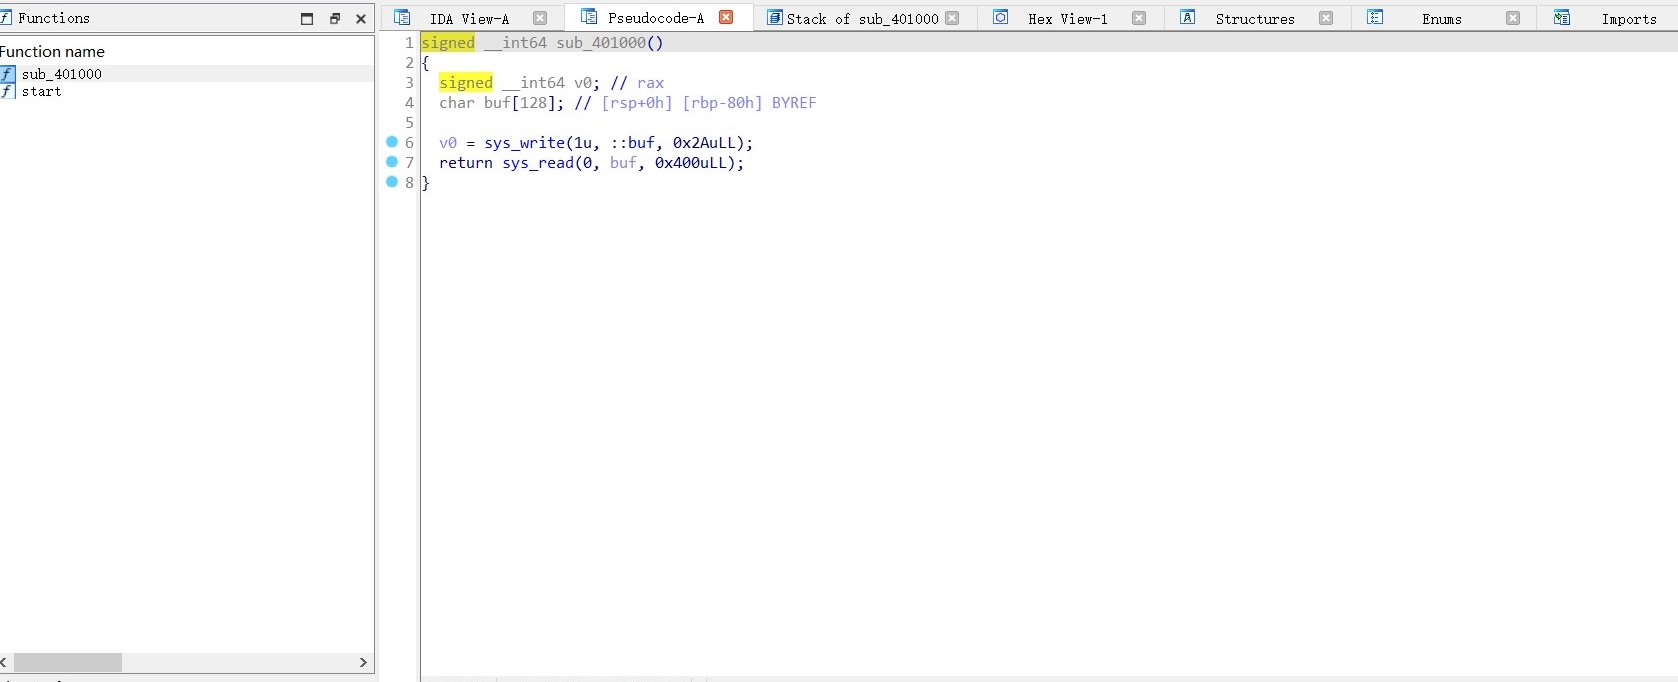 Functions
IDA View-A
Pseudocode-A
Stack of sub_401000
Hex View-1
Structures
Enums
Imports
Function name
sub_401000
start
1 signed __int64 sub_401000()
2 {
3 signed __int64 v0; // rax
4 char buf[128]; // [rsp+0h] [rbp-80h] BYREF
5
6 v0 = sys_write(1u, ::buf, 0x2AuLL);
7 return sys_read(0, buf, 0x400uLL);
8 }